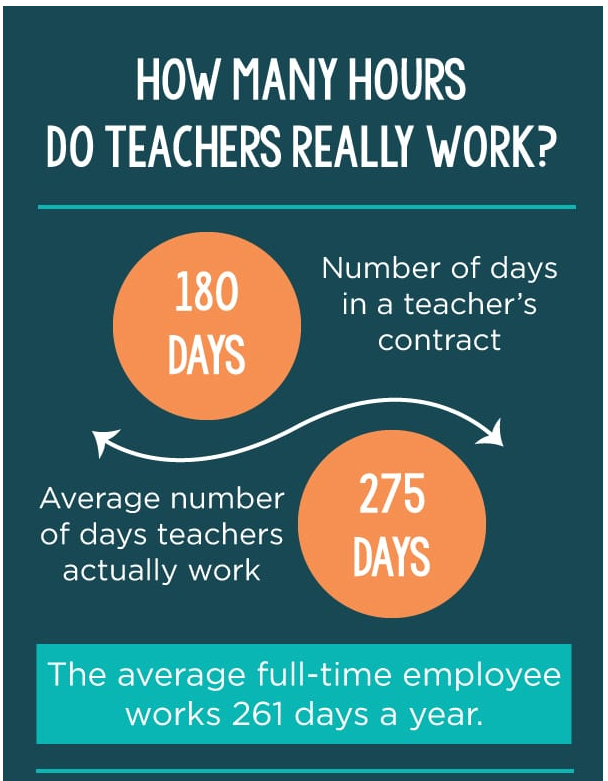 HOW MANY HOURS
DO TEACHERS REALLY WORK?
180
DAYS
Number of days
in a teacher's
contract
Average number
of days teachers
actually work
275
DAYS
The average full-time employee
works 261 days a year.